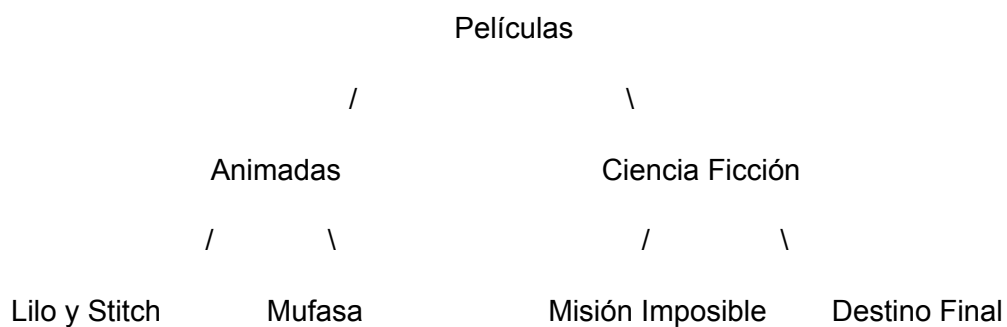 Películas
/ \
Animadas Ciencia Ficción
/ \ / \
Lilo y Stitch Mufasa Misión Imposible Destino Final